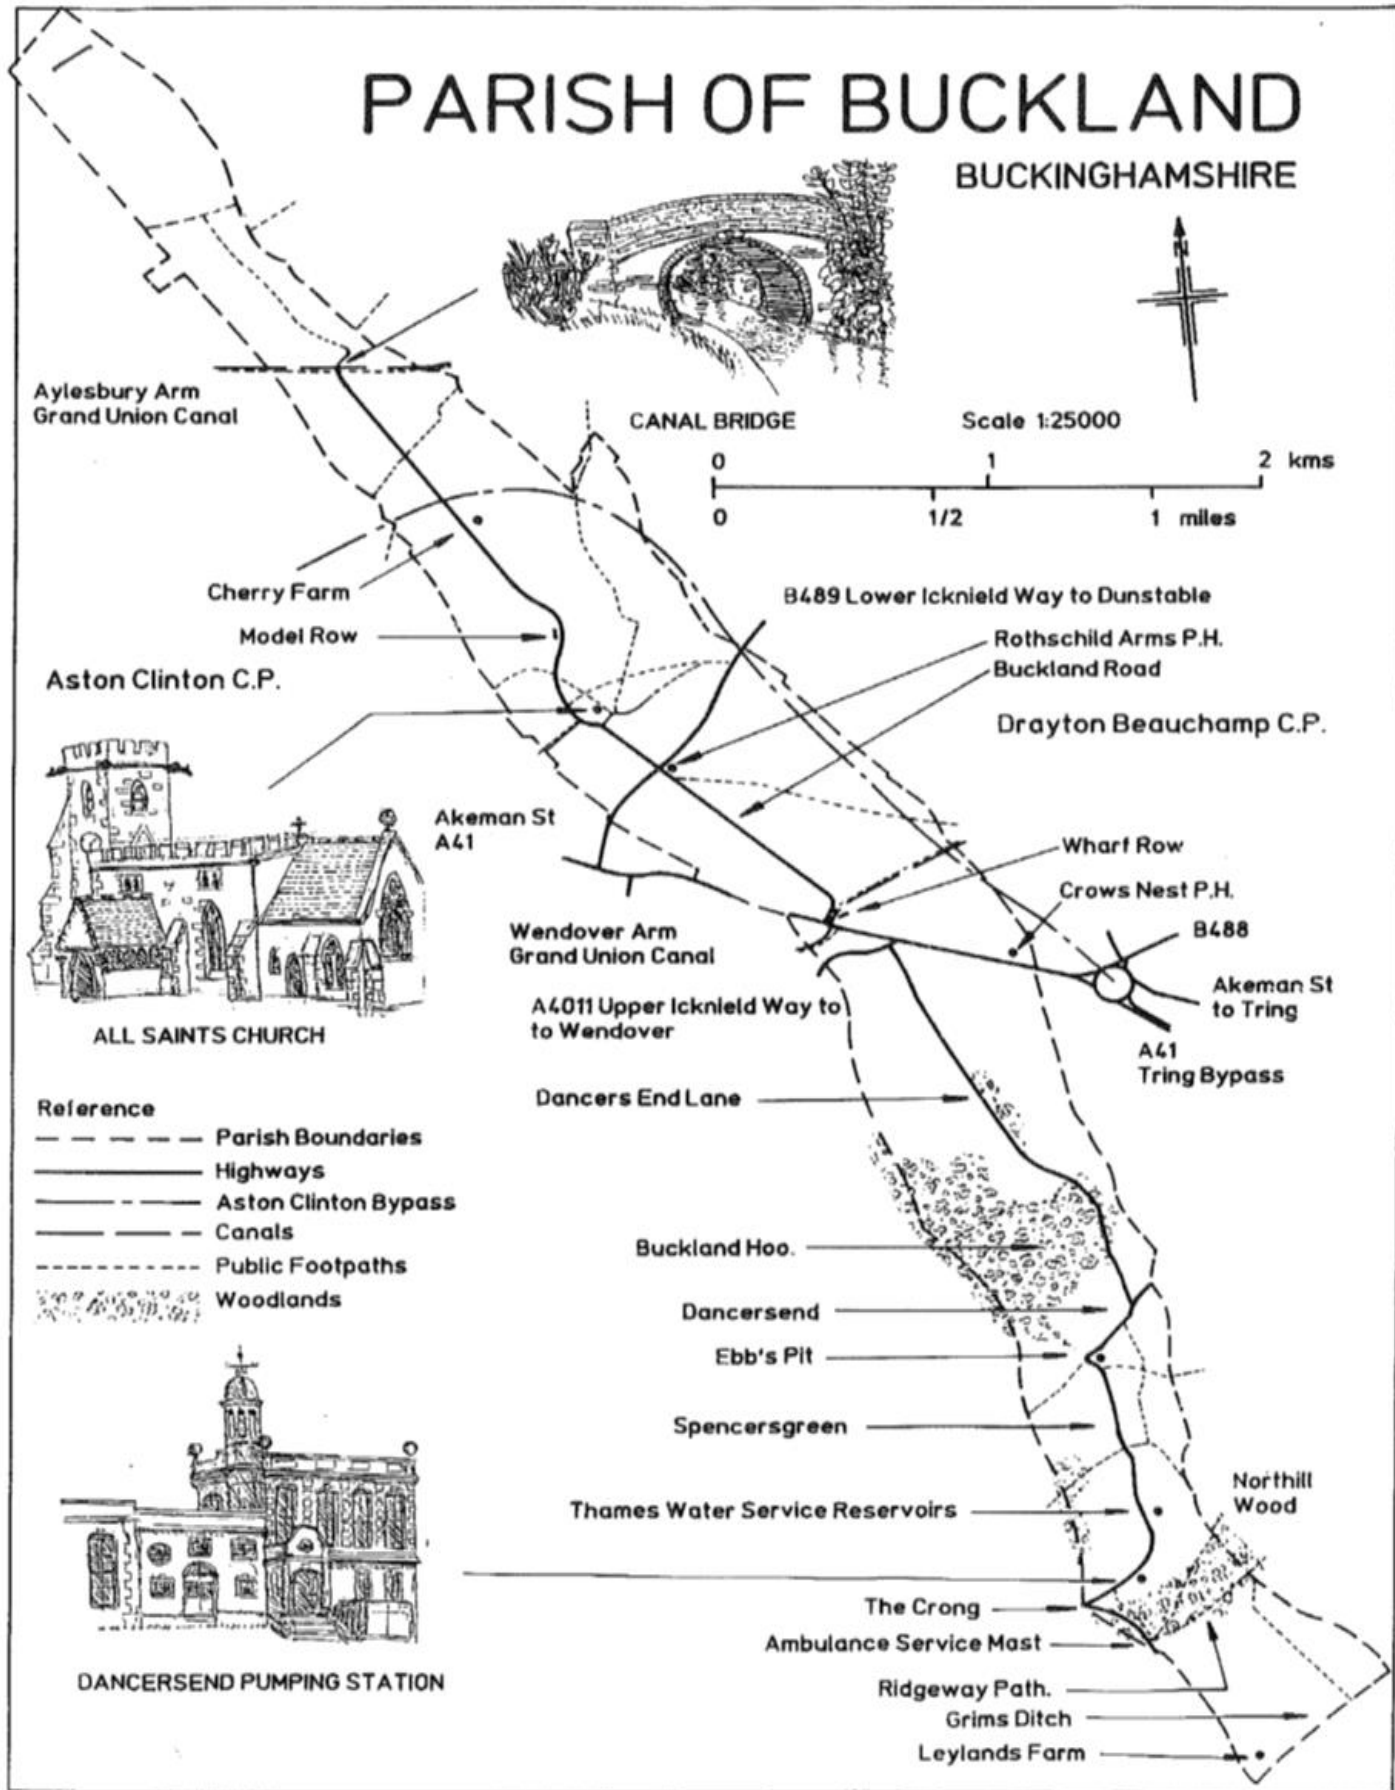 PARISH OF BUCKLAND
BUCKINGHAMSHIRE
N
Aylesbury Arm
Grand Union Canal
CANAL BRIDGE
Scale 1:25000
0 1 2 kms
0 1/2 1 miles
Cherry Farm
B489 Lower Icknield Way to Dunstable
Model Row
Rothschild Arms P.H.
Buckland Road
Aston Clinton C.P.
Drayton Beauchamp C.P.
Akeman St
A41
Wharf Row
Crows Nest P.H.
B488
Wendover Arm
Grand Union Canal
Akeman St
to Tring
A4011 Upper Icknield Way to
to Wendover
ALL SAINTS CHURCH
A41
Tring Bypass
Dancers End Lane
Reference
Parish Boundaries
Highways
Aston Clinton Bypass
Canals
Public Footpaths
Woodlands
Buckland Hoo.
Dancersend
Ebb's Pit
Spencersgreen
Northill
Wood
Thames Water Service Reservoirs
The Crong
Ambulance Service Mast
DANCERSEND PUMPING STATION
Ridgeway Path.
Grims Ditch
Leylands Farm